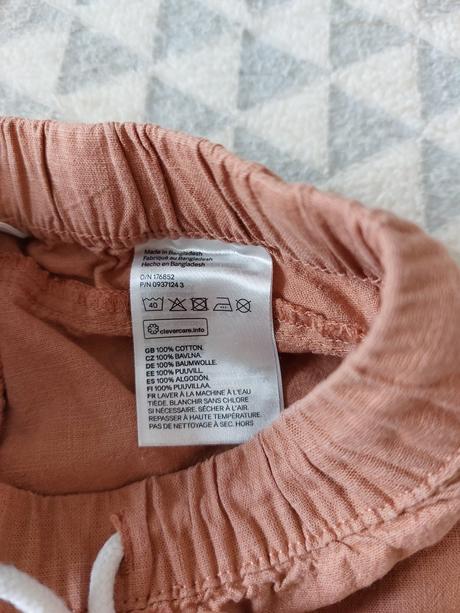 Made in Bangladesh
Fabriqué au Bangladesh
Hecho en Bangladesh
O/N 176852
P/N 0937124 3
40
clevercare.info
GB 100% COTTON.
CZ 100% BAVLNA.
DE 100% BAUMWOLLE.
EE 100% PUUVILL.
ES 100% ALGODÓN.
FI 100% PUUVILLAA.
FR LAVER À LA MACHINE À L'EAU
TIÈDE. BLANCHIR SANS CHLORE
SI NÉCESSAIRE. SÉCHER À L'AIR.
REPASSER À HAUTE TEMPÉRATURE.
PAS DE NETTOYAGE À SEC. HORS